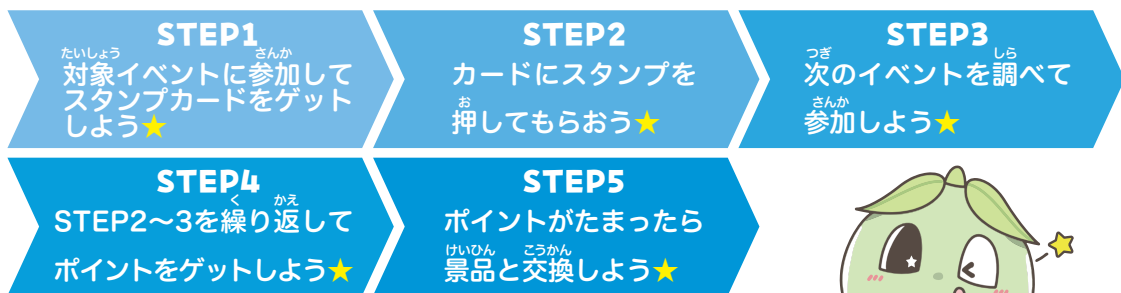 STEP1
たいしょう さんか
対象イベントに参加して
スタンプカードをゲット
しよう★
STEP2
カードにスタンプを
お
押してもらおう★
STEP3
つぎ しら
次のイベントを調べて
さんか
参加しよう★
STEP4
く かえ
STEP2〜3を繰り返して
ポイントをゲットしよう★
STEP5
ポイントがたまったら
けいひん こうかん
景品と交換しよう★